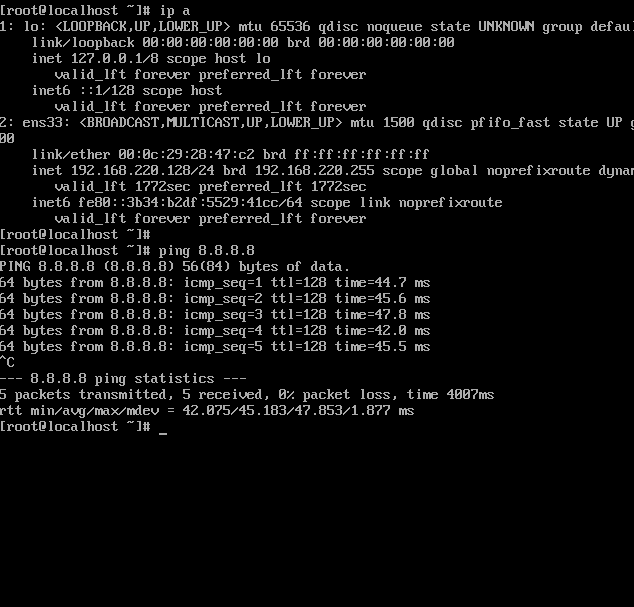 [root@localhost ~]# ip a
1: lo: <LOOPBACK,UP,LOWER_UP> mtu 65536 qdisc noqueue state UNKNOWN group defau
    link/loopback 00:00:00:00:00:00 brd 00:00:00:00:00:00
    inet 127.0.0.1/8 scope host lo
       valid_lft forever preferred_lft forever
    inet6 ::1/128 scope host
       valid_lft forever preferred_lft forever
2: ens33: <BROADCAST,MULTICAST,UP,LOWER_UP> mtu 1500 qdisc pfifo_fast state UP g
00
    link/ether 00:0c:29:28:47:c2 brd ff:ff:ff:ff:ff:ff
    inet 192.168.220.128/24 brd 192.168.220.255 scope global noprefixroute dyna
       valid_lft 1772sec preferred_lft 1772sec
    inet6 fe80::3b34:b2df:5529:41cc/64 scope link noprefixroute
       valid_lft forever preferred_lft forever
[root@localhost ~]#
[root@localhost ~]# ping 8.8.8.8
PING 8.8.8.8 (8.8.8.8) 56(84) bytes of data.
64 bytes from 8.8.8.8: icmp_seq=1 ttl=128 time=44.7 ms
64 bytes from 8.8.8.8: icmp_seq=2 ttl=128 time=45.6 ms
64 bytes from 8.8.8.8: icmp_seq=3 ttl=128 time=47.8 ms
64 bytes from 8.8.8.8: icmp_seq=4 ttl=128 time=42.0 ms
64 bytes from 8.8.8.8: icmp_seq=5 ttl=128 time=45.5 ms
^C
--- 8.8.8.8 ping statistics ---
5 packets transmitted, 5 received, 0% packet loss, time 4007ms
rtt min/avg/max/mdev = 42.075/45.183/47.853/1.877 ms
[root@localhost ~]# _